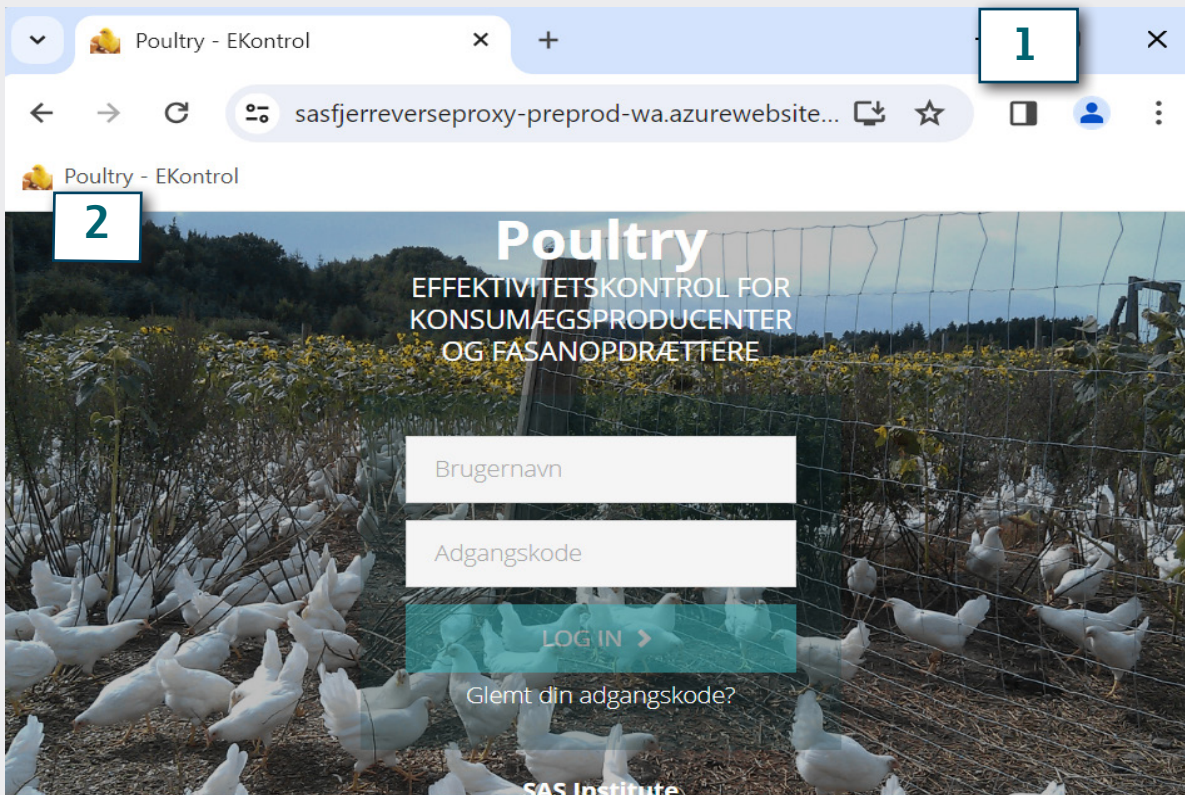 Poultry - EKontrol
1
sasfjerreverseproxy-preprod-wa.azurewebsite...
Poultry - EKontrol
2
Poultry
EFFEKTIVITETSKONTROL FOR
KONSUMÆGSPRODUCENTER
OG FASANOPDRÆTTERE
Brugernavn
Adgangskode
LOG IN
Glemt din adgangskode?
SAS Institute